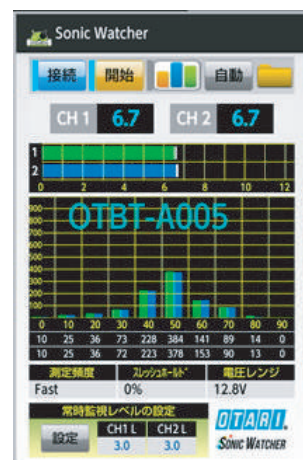 Sonic Watcher
接続 開始 自動
CH 1 6.7 CH 2 6.7
1
2
0 2 4 6 8 10 12
900
800
700
600
500
400
300
200
100
OTBT-A005
0 10 20 30 40 50 60 70 80 90
10 25 36 73 228 384 141 89 14 0
10 25 36 72 223 378 153 90 13 0
測定頻度 スレッショホールド 電圧レンジ
Fast 0% 12.8V
常時監視レベルの設定
設定 CH1 L CH2 L
3.0 3.0
OTARI.
SONIC WATCHER